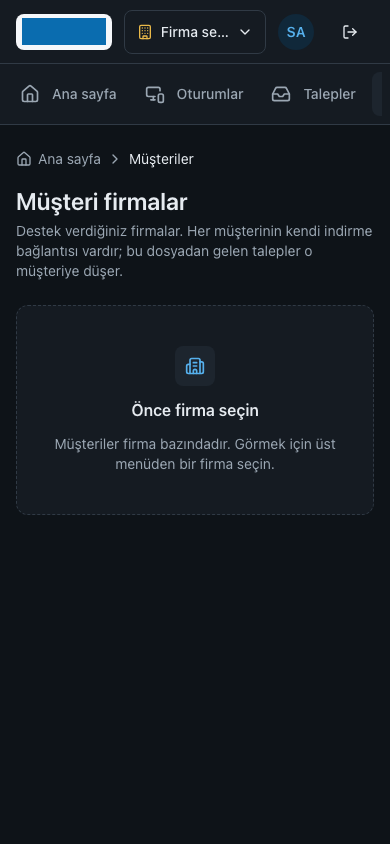 Firma se...
SA
Ana sayfa
Oturumlar
Talepler
Ana sayfa
Müşteriler
Müşteri firmalar
Destek verdiğiniz firmalar. Her müşterinin kendi indirme
bağlantısı vardır; bu dosyadan gelen talepler o
müşteriye düşer.
Önce firma seçin
Müşteriler firma bazındadır. Görmek için üst
menüden bir firma seçin.